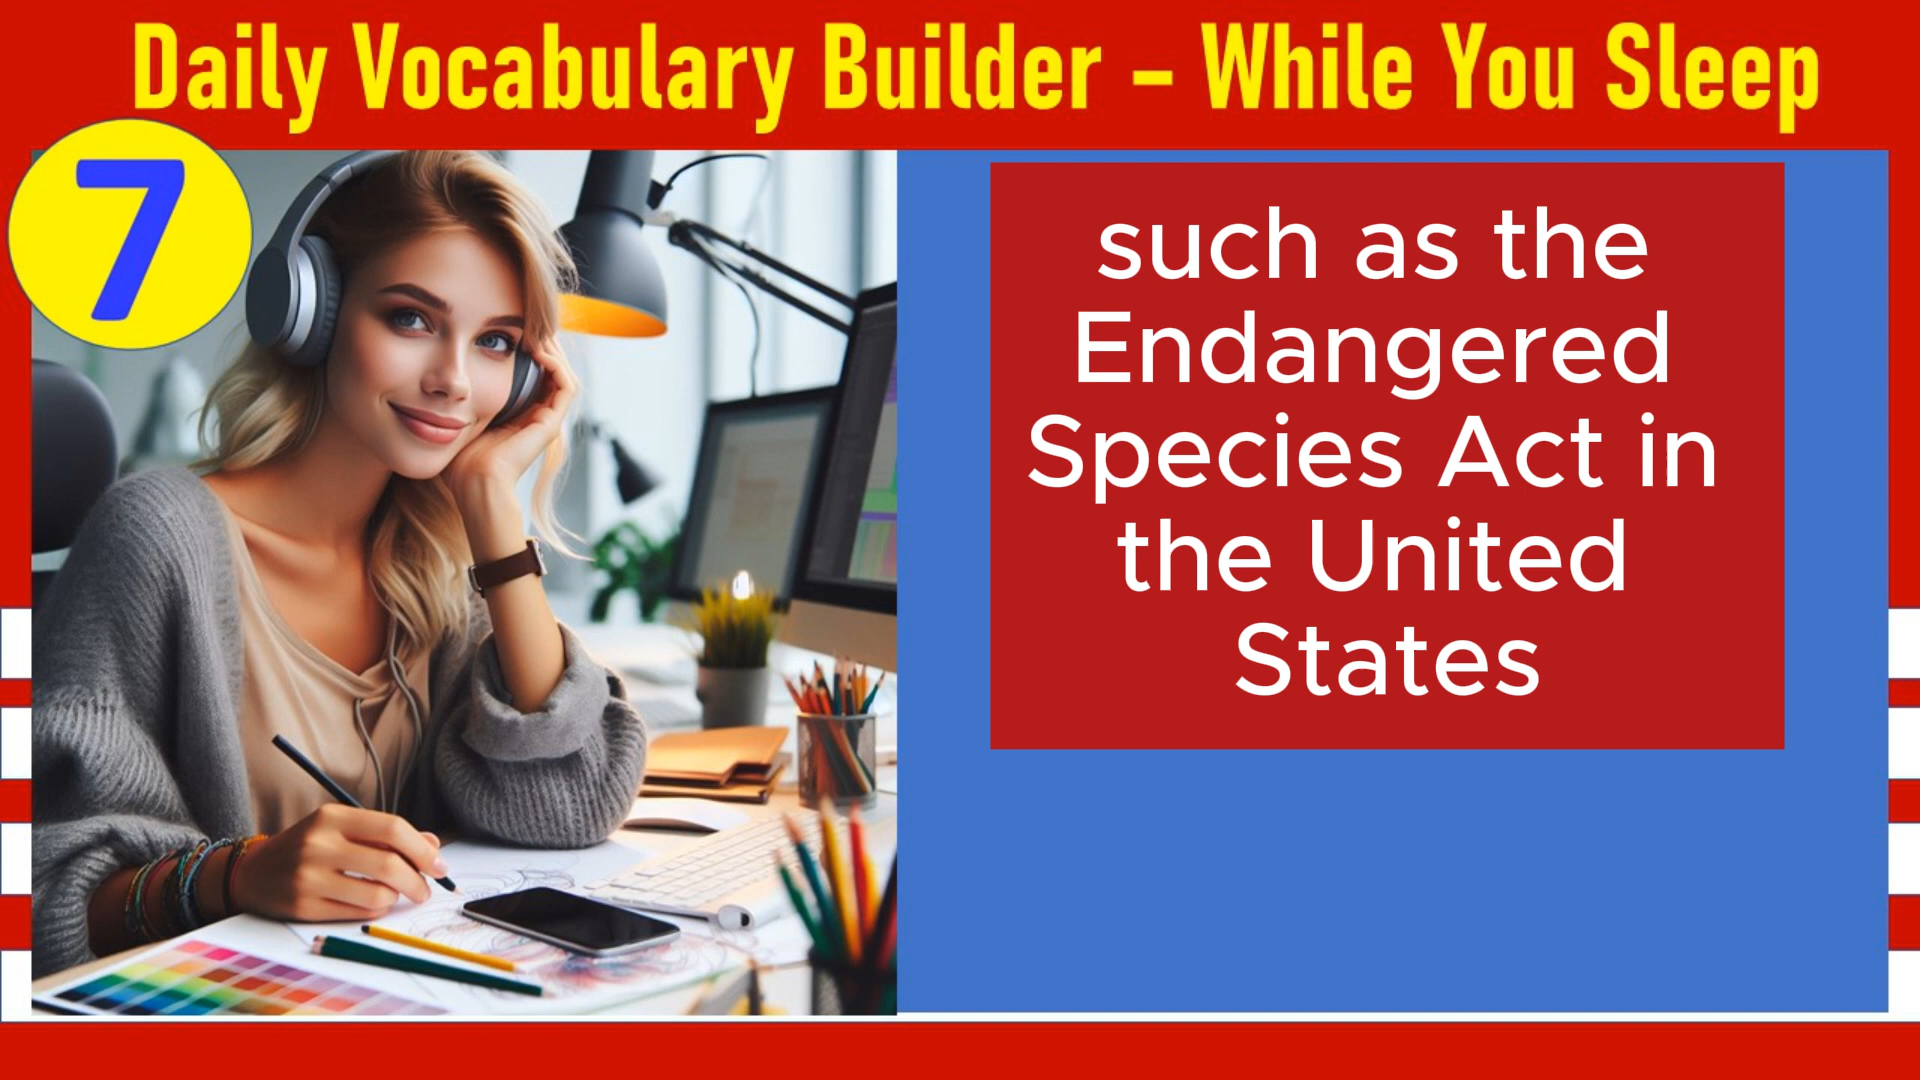 Daily Vocabulary Builder – While You Sleep
7
such as the
Endangered
Species Act in
the United
States